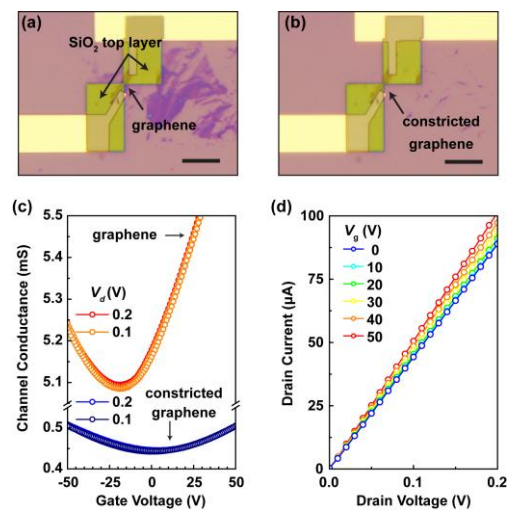 (a)
SiO2 top layer
graphene
(b)
constricted
graphene
(c)
Channel Conductance (mS)
5.5
5.4
5.3
5.2
5.1
0.5
0.4
graphene
Vd (V)
0.2
0.1
constricted
graphene
0.2
0.1
-50 -25 0 25 50
Gate Voltage (V)
(d)
Drain Current (µA)
100
75
50
25
0
Vg (V)
0
10
20
30
40
50
0.0 0.1 0.2
Drain Voltage (V)